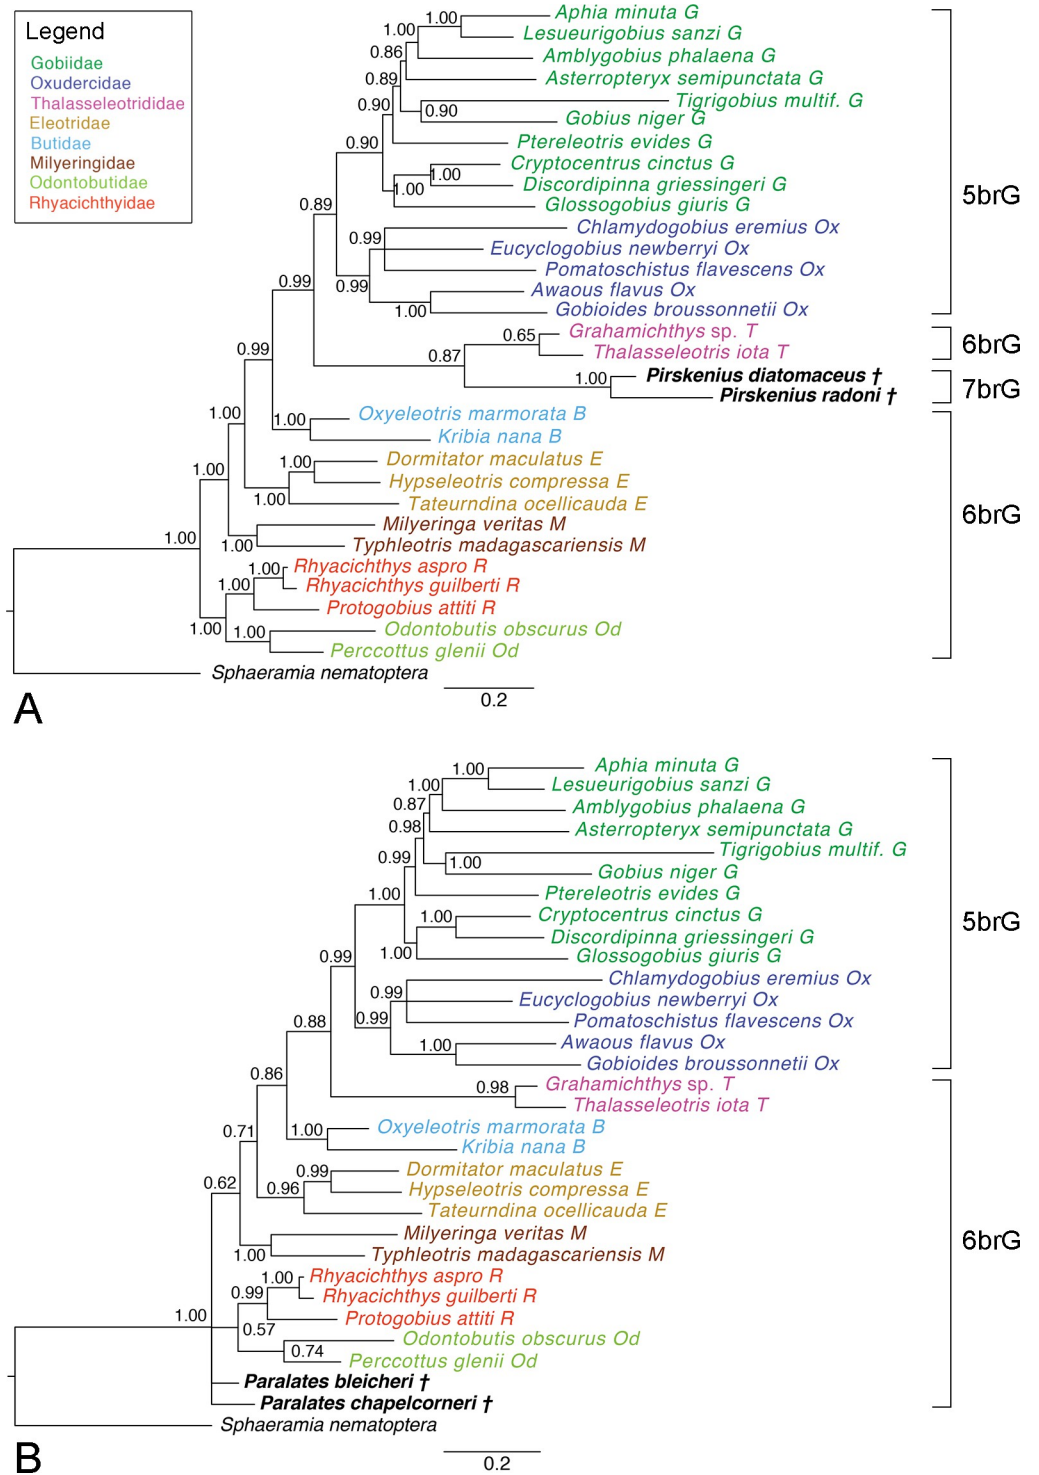 Legend
Gobiidae
Oxudercidae
Thalasseleotrididae
Eleotridae
Butidae
Milyeringidae
Odontobutidae
Rhyacichthyidae
1.00 Aphia minuta G
1.00 Lesueurigobius sanzi G
0.86 Amblygobius phalaena G
0.89 Asterropteryx semipunctata G
Tigrigobius multif. G
0.90 0.90 Gobius niger G
0.90 Ptereleotris evides G
Cryptocentrus cinctus G
1.00
1.00 Discordipinna griessingeri G
5brG
0.89 Glossogobius giuris G
Chlamydogobius eremius Ox
0.99 Eucyclogobius newberryi Ox
Pomatoschistus flavescens Ox
0.99 0.99 Awaous flavus Ox
1.00 Gobioides broussonnetii Ox
0.65 Grahamichthys sp. T
6brG
0.99 0.87 Thalasseleotris iota T
1.00 Pirskenius diatomaceus †
7brG
Pirskenius radoni †
1.00 1.00 Oxyeleotris marmorata B
Kribia nana B
1.00 1.00 Dormitator maculatus E
Hypseleotris compressa E
1.00 Tateurndina ocellicauda E
6brG
Milyeringa veritas M
1.00 1.00 Typhleotris madagascariensis M
1.00 Rhyacichthys aspro R
1.00 Rhyacichthys guilberti R
Protogobius attiti R
1.00 1.00 Odontobutis obscurus Od
Perccottus glenii Od
Sphaeramia nematoptera
A
0.2
1.00 Aphia minuta G
1.00 Lesueurigobius sanzi G
0.87 Amblygobius phalaena G
0.98 Asterropteryx semipunctata G
Tigrigobius multif. G
0.99 1.00 Gobius niger G
1.00 Ptereleotris evides G
1.00 Cryptocentrus cinctus G
5brG
Discordipinna griessingeri G
0.99 1.00 Glossogobius giuris G
Chlamydogobius eremius Ox
0.99 Eucyclogobius newberryi Ox
0.88 0.99 Pomatoschistus flavescens Ox
1.00 Awaous flavus Ox
Gobioides broussonnetii Ox
0.86 0.98 Grahamichthys sp. T
Thalasseleotris iota T
0.71 1.00 Oxyeleotris marmorata B
Kribia nana B
0.99 Dormitator maculatus E
0.62 0.96 Hypseleotris compressa E
Tateurndina ocellicauda E
Milyeringa veritas M
6brG
1.00 Typhleotris madagascariensis M
1.00 Rhyacichthys aspro R
0.99 Rhyacichthys guilberti R
1.00 Protogobius attiti R
0.57
Odontobutis obscurus Od
0.74 Perccottus glenii Od
Paralates bleicheri †
Paralates chapelcorneri †
Sphaeramia nematoptera
B
0.2